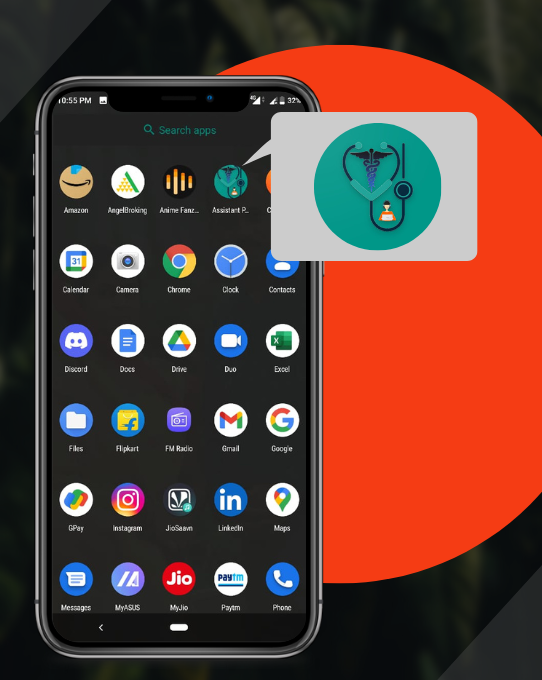 10:55 PM 4G 32%
Search apps
Amazon AngelBroking Anime Fanz... Assistant P...
31 X
Calendar Camera Chrome Clock Contacts
Discord Docs Drive Duo Excel
Files Flipkart FM Radio Gmail Google
in
GPay Instagram JioSaavn LinkedIn Maps
Jio paytm
Messages MyASUS MyJio Paytm Phone